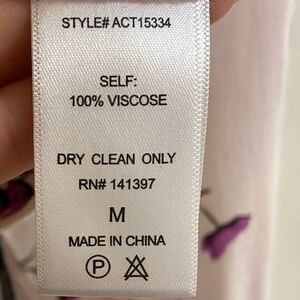 STYLE# ACT15334
SELF:
100% VISCOSE
DRY CLEAN ONLY
RN# 141397
M
MADE IN CHINA
P